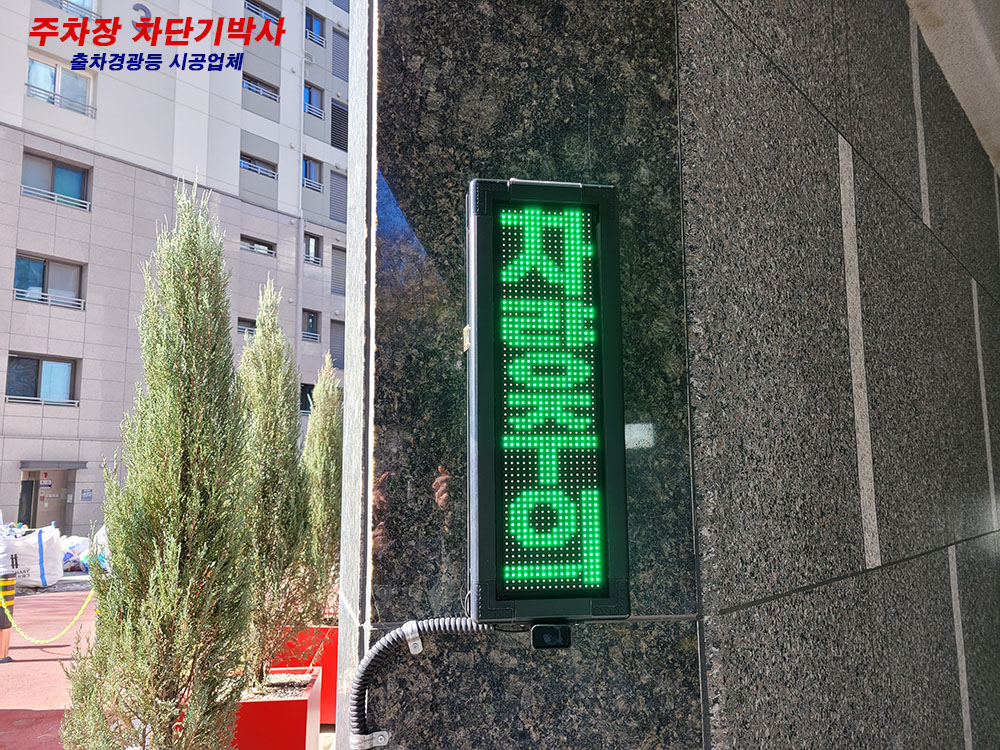 주차장 차단기박사
출차경광등 시공업체
차량주의